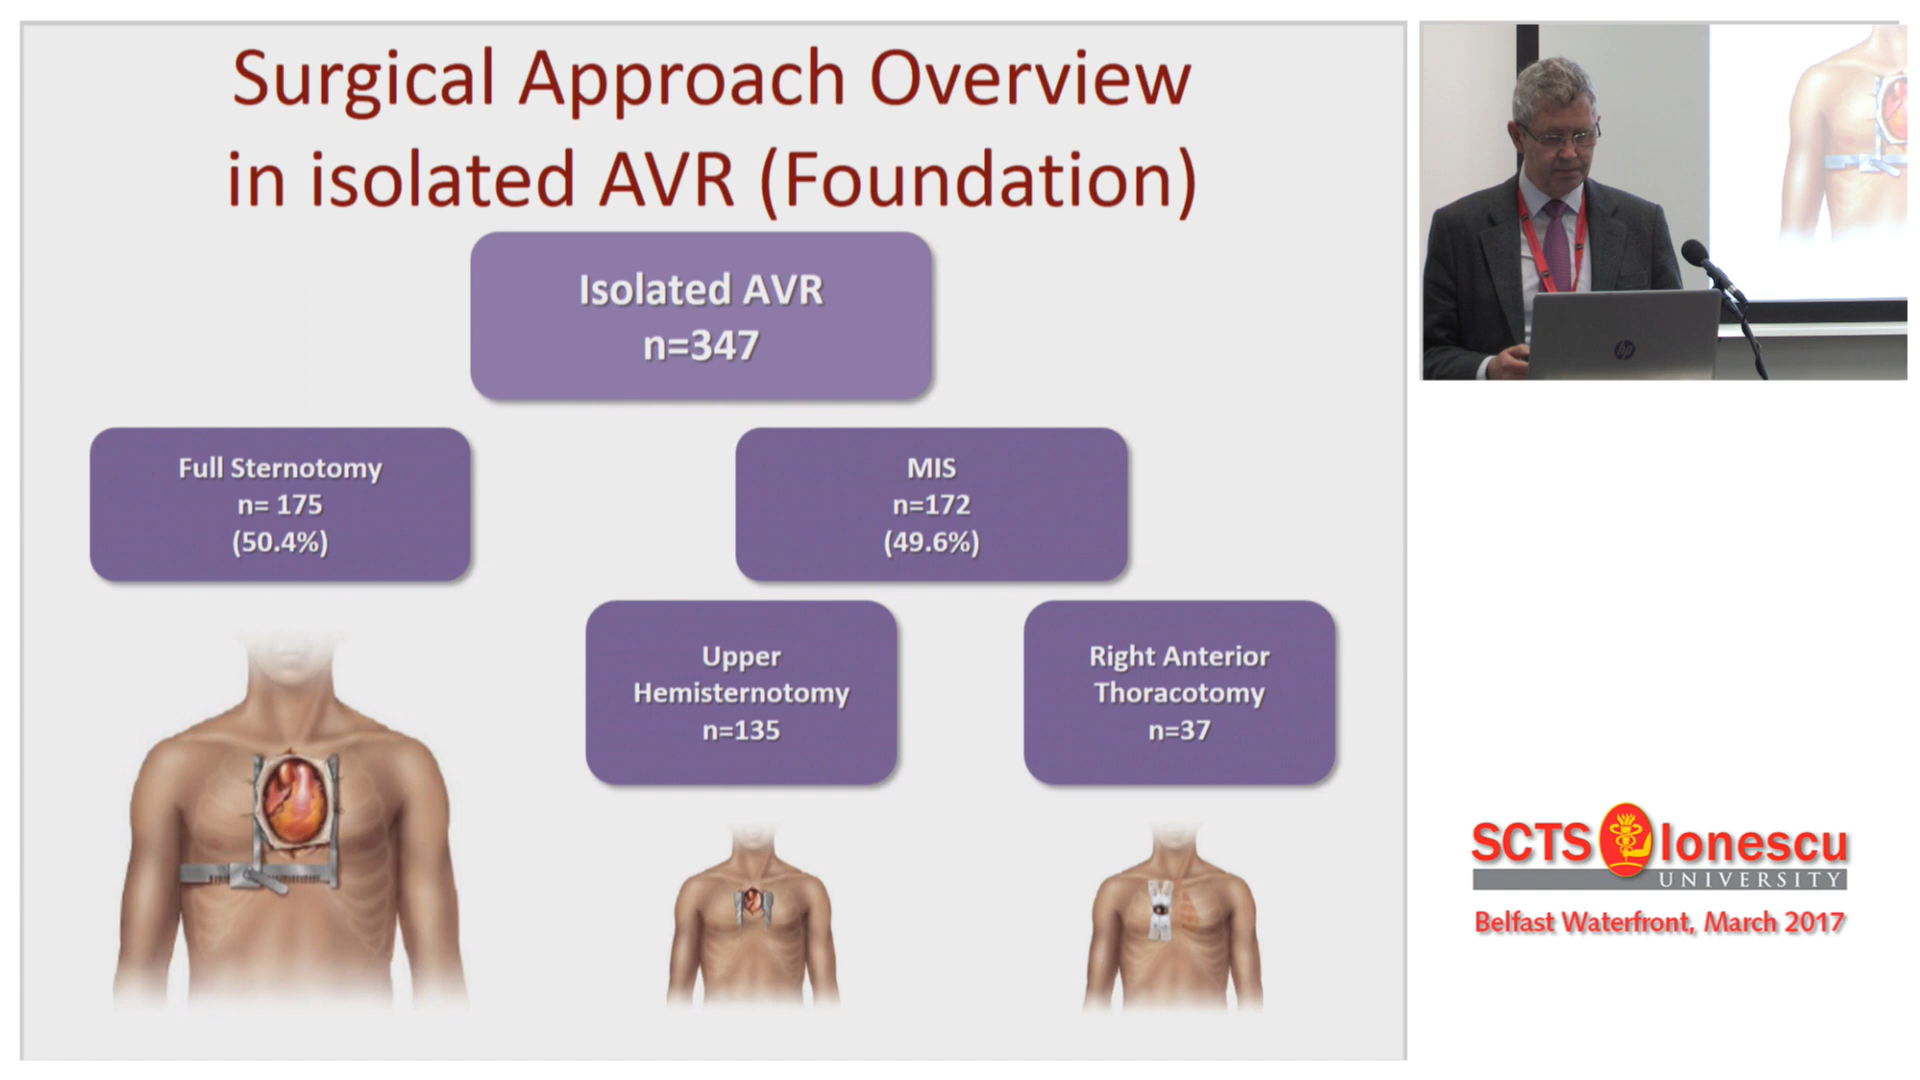 Surgical Approach Overview
in isolated AVR (Foundation)
Isolated AVR
n=347
Full Sternotomy
n= 175
(50.4%)
MIS
n=172
(49.6%)
Upper
Hemisternotomy
n=135
Right Anterior
Thoracotomy
n=37
hp
SCTS Ionescu
UNIVERSITY
Belfast Waterfront, March 2017